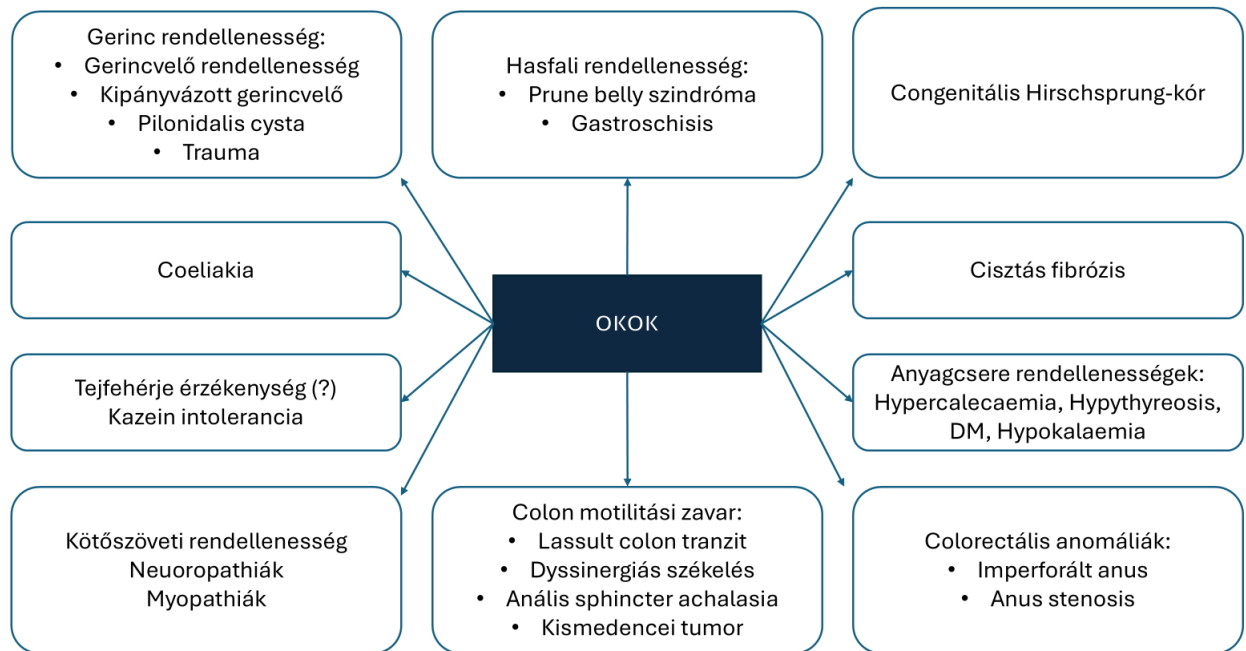 Gerinc rendellenesség:
• Gerincvelő rendellenesség
• Kipányvázott gerincvelő
• Pilonidalis cysta
• Trauma
Hasfali rendellenesség:
• Prune belly szindróma
• Gastroschisis
Congenitális Hirschsprung-kór
Coeliakia
OKOK
Cisztás fibrózis
Tejfehérje érzékenység (?)
Kazein intolerancia
Anyagcsere rendellenességek:
Hypercalecaemia, Hypythyreosis,
DM, Hypokalaemia
Kötőszöveti rendellenesség
Neuoropathiák
Myopathiák
Colon motilitási zavar:
• Lassult colon tranzit
• Dyssinergiás székelés
• Anális sphincter achalasia
• Kismedencei tumor
Colorectális anomáliák:
• Imperforált anus
• Anus stenosis